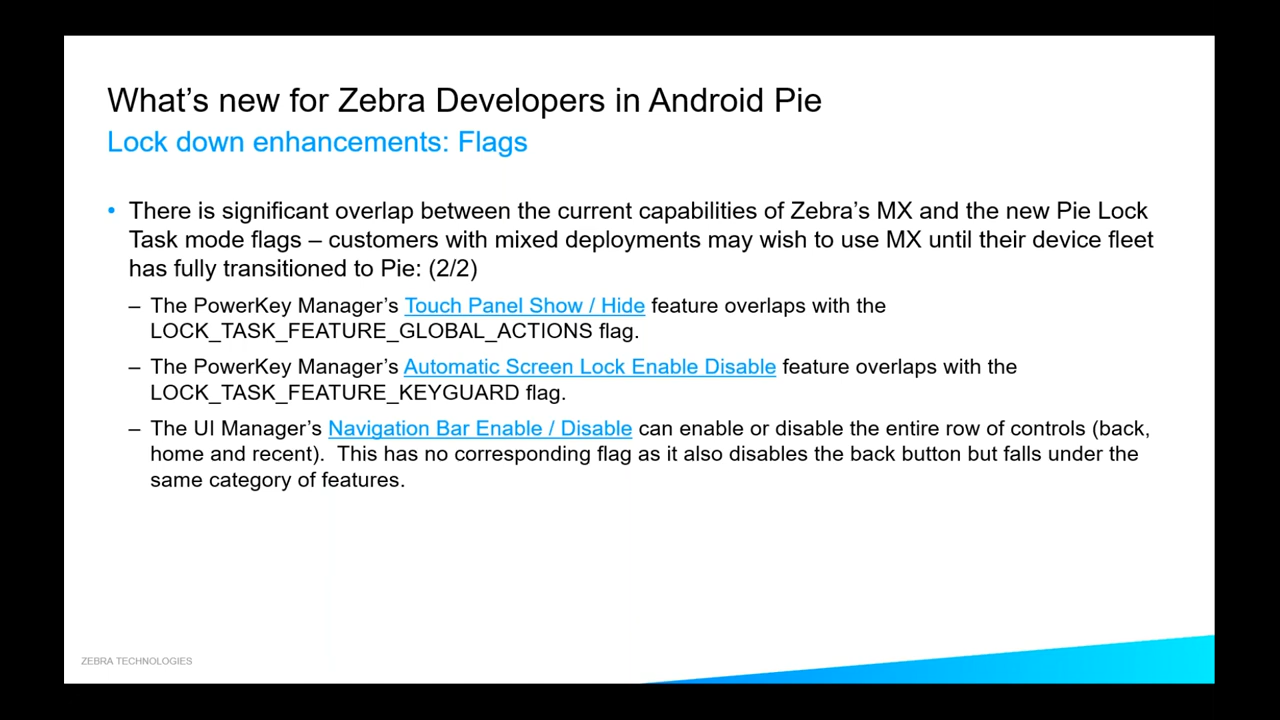 What’s new for Zebra Developers in Android Pie
Lock down enhancements: Flags
• There is significant overlap between the current capabilities of Zebra’s MX and the new Pie Lock
Task mode flags – customers with mixed deployments may wish to use MX until their device fleet
has fully transitioned to Pie: (2/2)
– The PowerKey Manager’s Touch Panel Show / Hide feature overlaps with the
LOCK_TASK_FEATURE_GLOBAL_ACTIONS flag.
– The PowerKey Manager’s Automatic Screen Lock Enable Disable feature overlaps with the
LOCK_TASK_FEATURE_KEYGUARD flag.
– The UI Manager’s Navigation Bar Enable / Disable can enable or disable the entire row of controls (back,
home and recent).  This has no corresponding flag as it also disables the back button but falls under the
same category of features.
ZEBRA TECHNOLOGIES